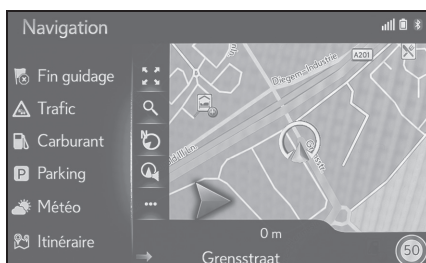 Navigation
Fin guidage
Trafic
Carburant
P Parking
Météo
Itinéraire
N
A201
Diegem-Industrie
0 m
Grensstraat
50